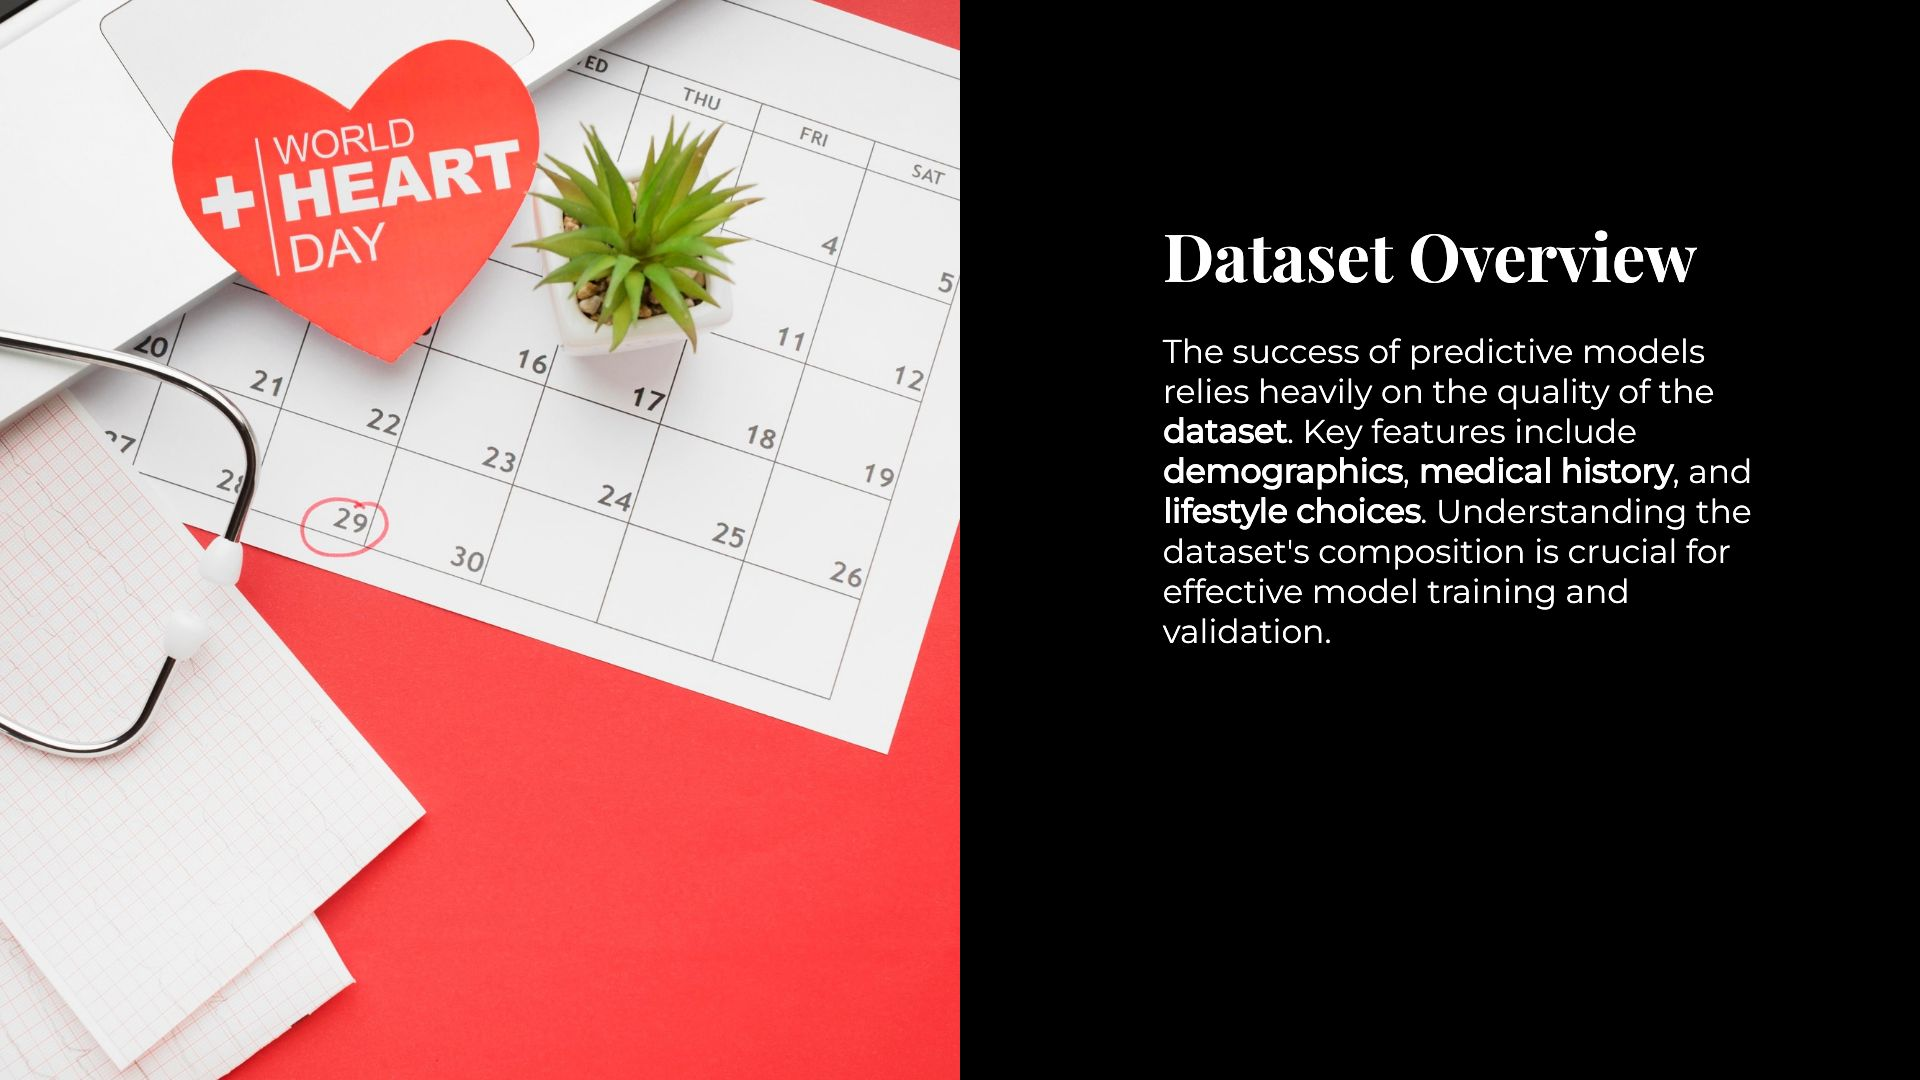 WORLD
HEART
DAY
ED
THU
FRI
SAT
4
5
11
12
16
17
18
19
20
21
22
23
24
25
26
27
28
29
30
Dataset Overview
The success of predictive models
relies heavily on the quality of the
dataset. Key features include
demographics, medical history, and
lifestyle choices. Understanding the
dataset's composition is crucial for
effective model training and
validation.